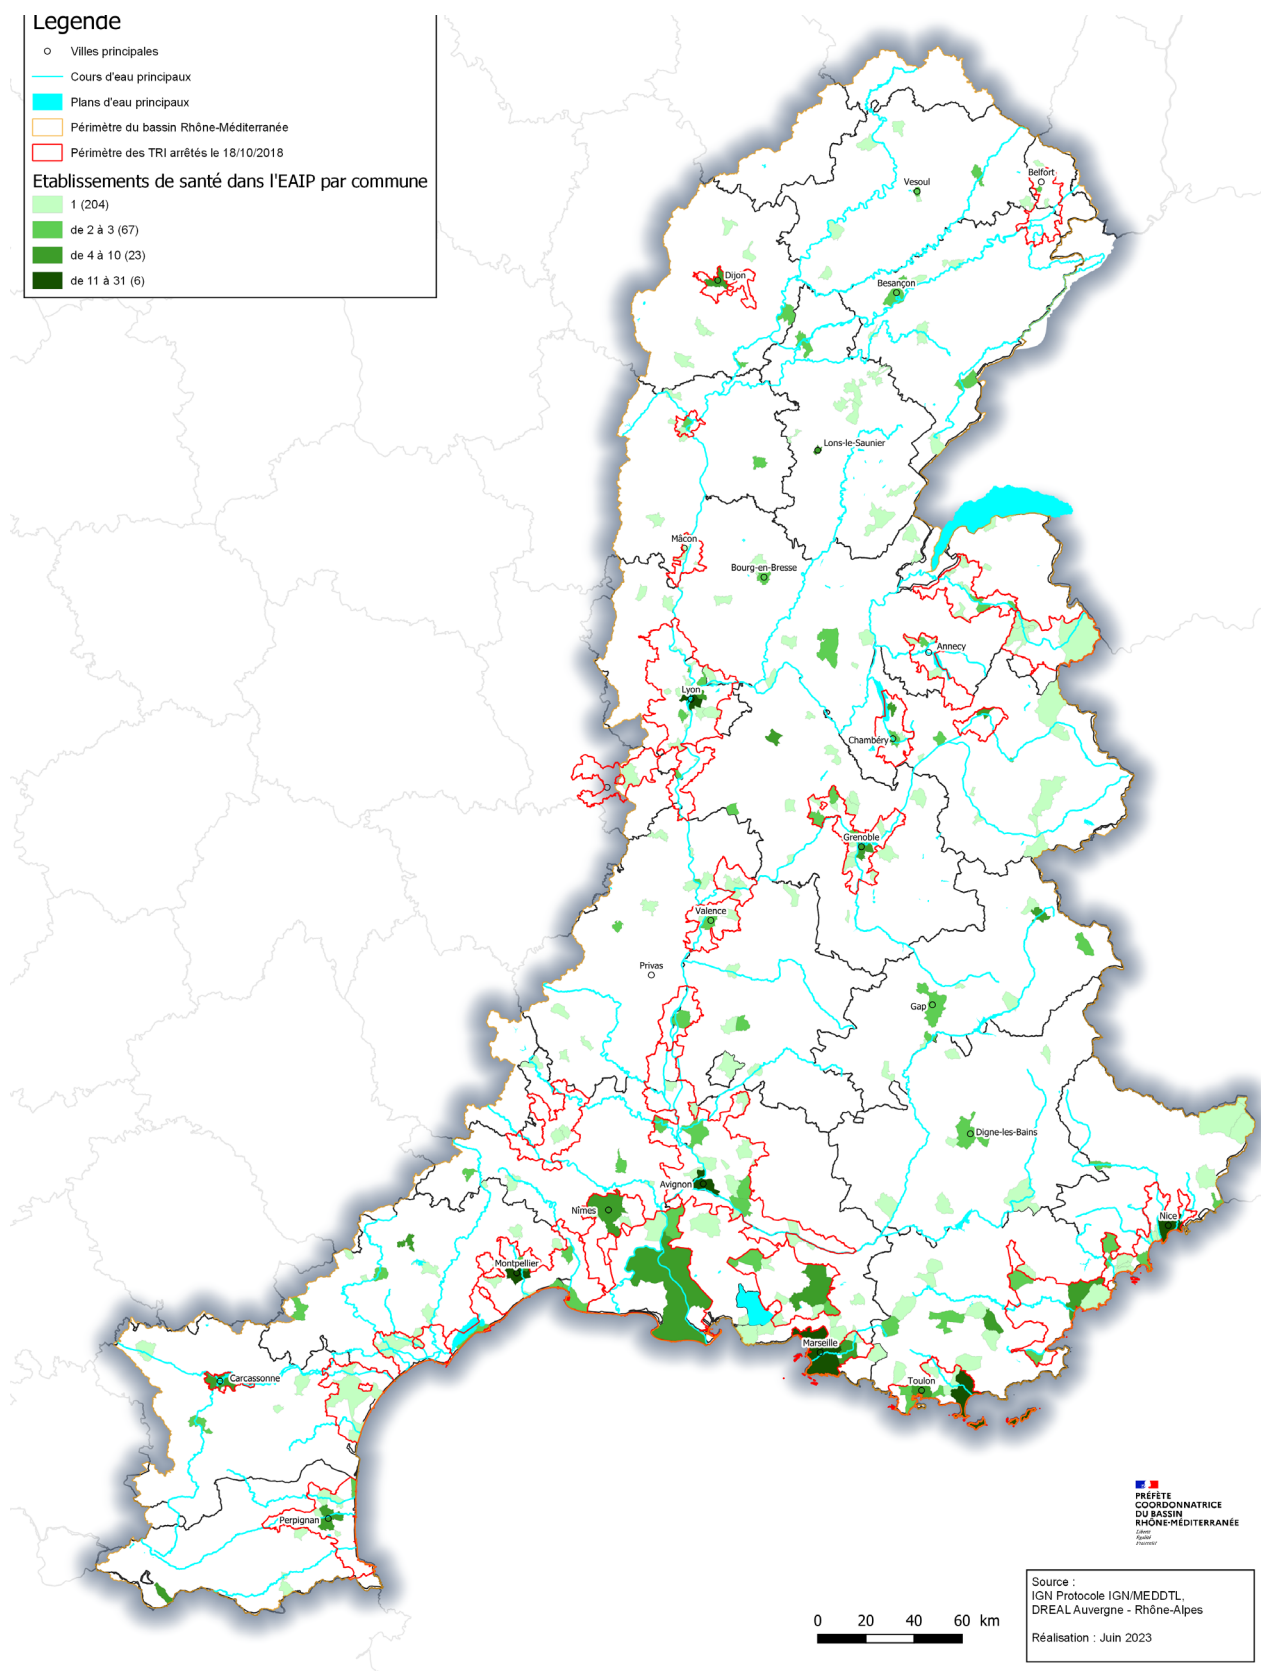 Légende
Villes principales
Cours d'eau principaux
Plans d'eau principaux
Périmètre du bassin Rhône-Méditerranée
Périmètre des TRI arrêtés le 18/10/2018
Etablissements de santé dans l'EAIP par commune
1 (204)
de 2 à 3 (67)
de 4 à 10 (23)
de 11 à 31 (6)
Belfort
Vesoul
Dijon
Besançon
Lons-le-Saunier
Mâcon
Bourg-en-Bresse
Annecy
Lyon
Chambéry
Grenoble
Valence
Privas
Gap
Digne-les-Bains
Avignon
Nîmes
Nice
Montpellier
Marseille
Carcassonne
Toulon
Perpignan
PRÉFÈTE
COORDONNATRICE
DU BASSIN
RHÔNE-MÉDITERRANÉE
Liberté
Égalité
Fraternité
0 20 40 60 km
Source :
IGN Protocole IGN/MEDDTL,
DREAL Auvergne - Rhône-Alpes
Réalisation : Juin 2023